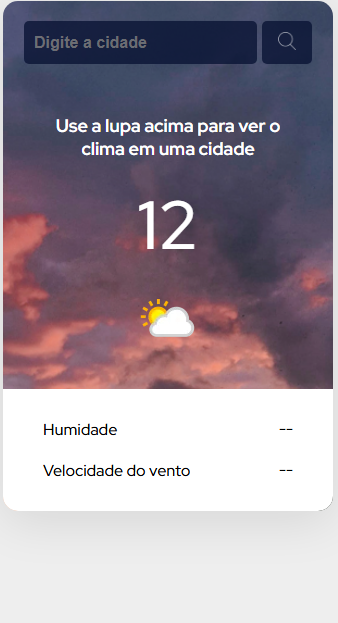 Digite a cidade
Use a lupa acima para ver o
clima em uma cidade
12
Humidade --
Velocidade do vento --